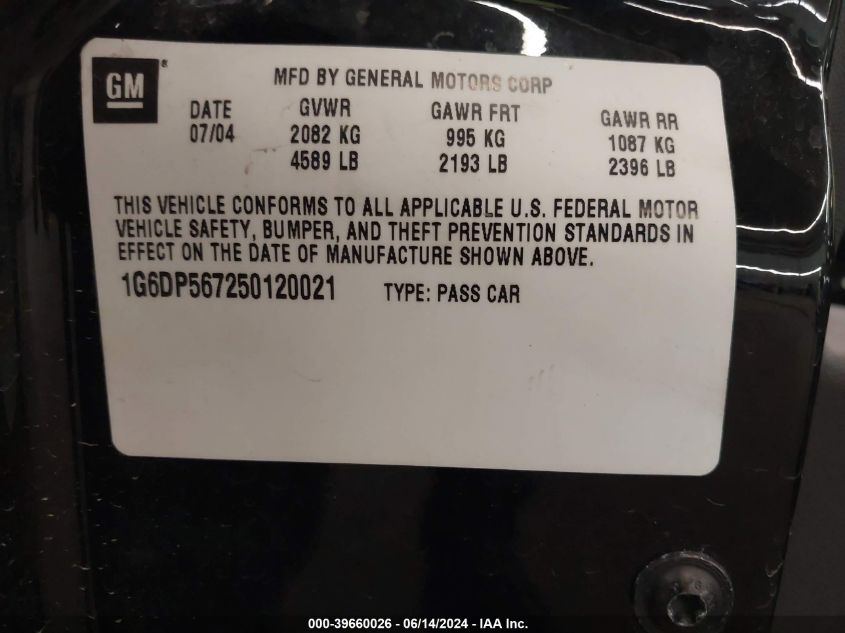 GM®
MFD BY GENERAL MOTORS CORP
DATE GVWR GAWR FRT GAWR RR
07/04 2082 KG 995 KG 1087 KG
4589 LB 2193 LB 2396 LB
THIS VEHICLE CONFORMS TO ALL APPLICABLE U.S. FEDERAL MOTOR
VEHICLE SAFETY, BUMPER, AND THEFT PREVENTION STANDARDS IN
EFFECT ON THE DATE OF MANUFACTURE SHOWN ABOVE.
1G6DP567250120021 TYPE: PASS CAR
000-39660026 - 06/14/2024 - IAA Inc.